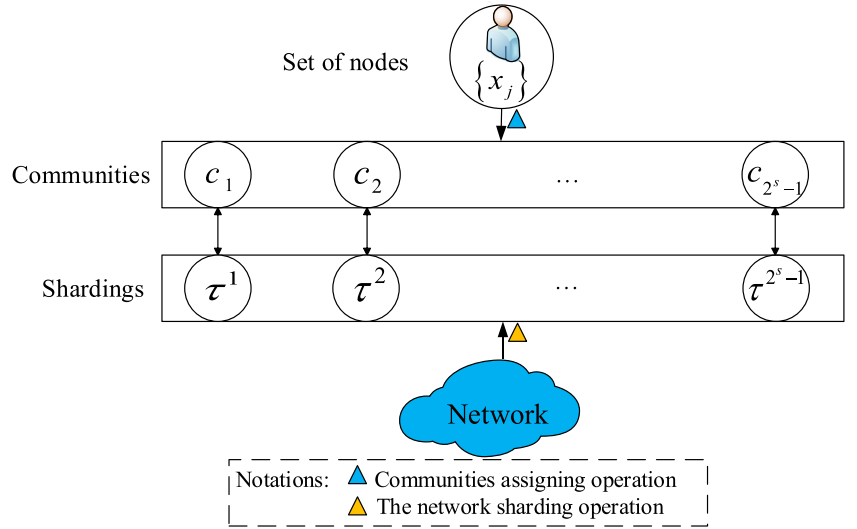 Set of nodes
{x_j}
Communities
c_1 c_2 … c_{2^s-1}
Shardings
τ^1 τ^2 … τ^{2^s-1}
Network
Notations: Communities assigning operation
The network sharding operation